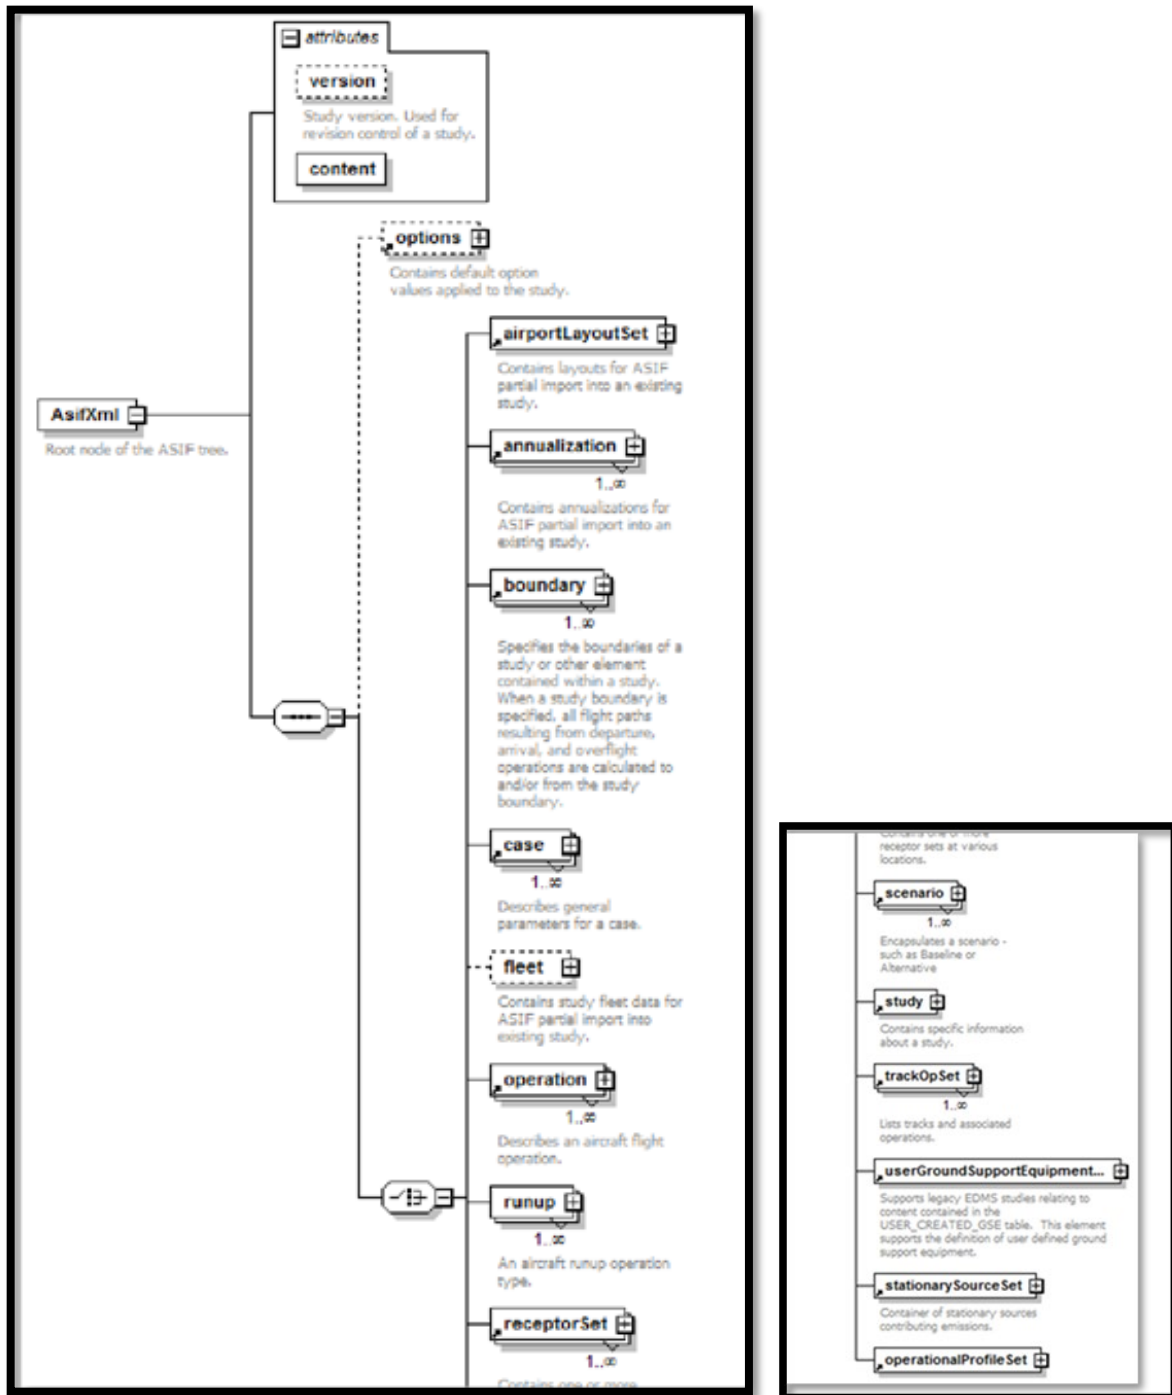 attributes
version
Study version. Used for
revision control of a study.
content
options
Contains default option
values applied to the study.
airportLayoutSet
Contains layouts for ASIF
partial import into an existing
study.
AsifXml
Root node of the ASIF tree.
annualization
1..∞
Contains annualizations for
ASIF partial import into an
existing study.
boundary
1..∞
Specifies the boundaries of a
study or other element
contained within a study.
When a study boundary is
specified, all flight paths
resulting from departure,
arrival, and overflight
operations are calculated to
and/or from the study
boundary.
case
1..∞
Describes general
parameters for a case.
fleet
Contains study fleet data for
ASIF partial import into
existing study.
operation
1..∞
Describes an aircraft flight
operation.
runup
1..∞
An aircraft runup operation
type.
receptorSet
1..∞
Contains one or more
Contains one or more
receptor sets at various
locations.
scenario
1..∞
Encapsulates a scenario -
such as Baseline or
Alternative
study
Contains specific information
about a study.
trackOpSet
1..∞
Lists tracks and associated
operations.
userGroundSupportEquipment...
Supports legacy EDMS studies relating to
content contained in the
USER_CREATED_GSE table. This element
supports the definition of user defined ground
support equipment.
stationarySourceSet
Container of stationary sources
contributing emissions.
operationalProfileSet